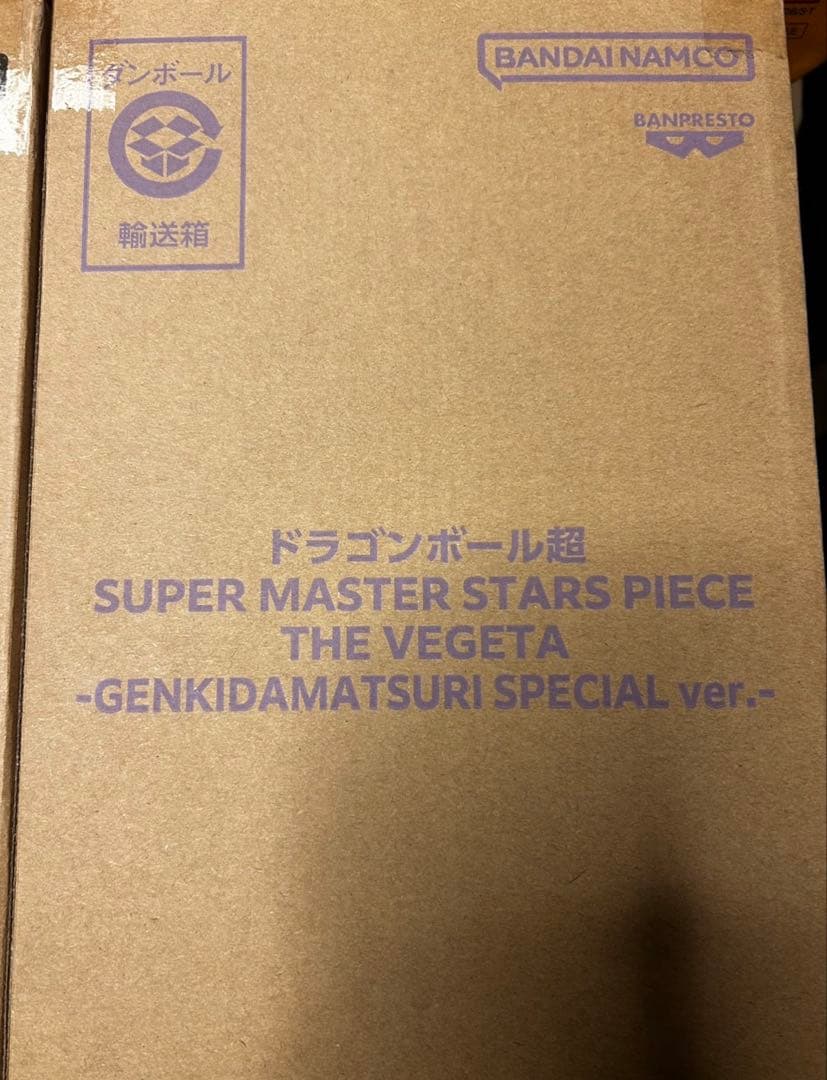 ダンボール
輸送箱
BANDAI NAMCO
BANPRESTO
ドラゴンボール超
SUPER MASTER STARS PIECE
THE VEGETA
-GENKIDAMATSURI SPECIAL ver.-